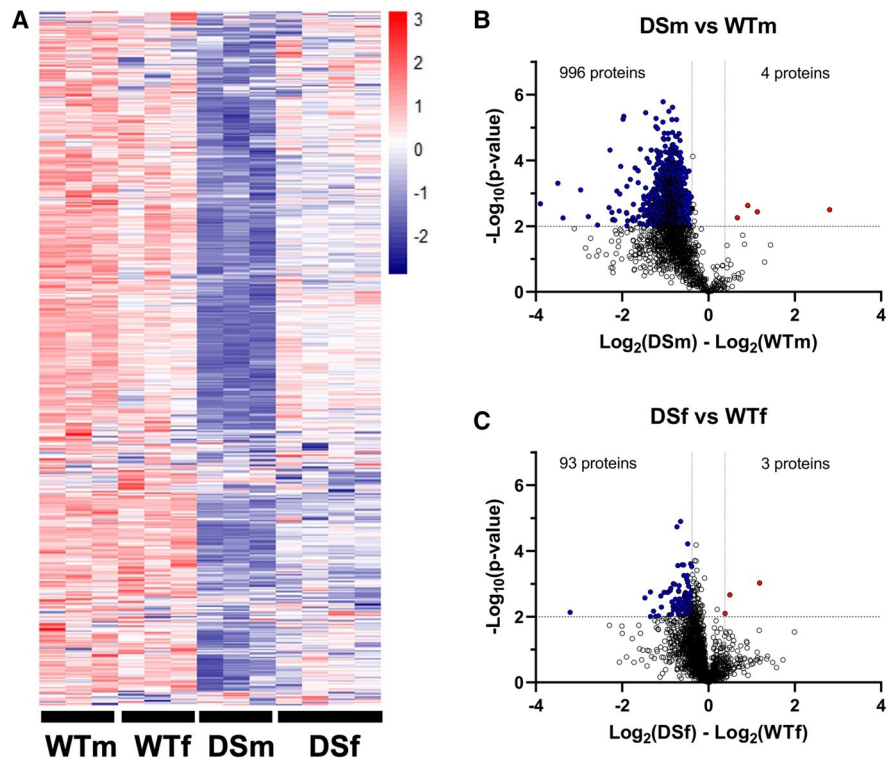 A
3
2
1
0
-1
-2
WTm WTf DSm DSf
B
DSm vs WTm
996 proteins 4 proteins
6
4
2
0
-Log10(p-value)
-4 -2 0 2 4
Log2(DSm) - Log2(WTm)
C
DSf vs WTf
93 proteins 3 proteins
6
4
2
0
-Log10(p-value)
-4 -2 0 2 4
Log2(DSf) - Log2(WTf)